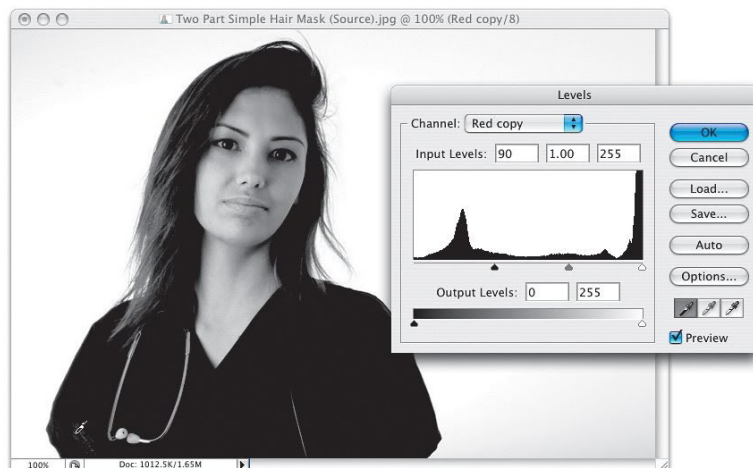 Two Part Simple Hair Mask (Source).jpg @ 100% (Red copy/8)
Levels
Channel: Red copy
OK
Input Levels: 90 1.00 255
Cancel
Load...
Save...
Auto
Options...
Output Levels: 0 255
Preview
100% Doc: 1012.5K/1.65M